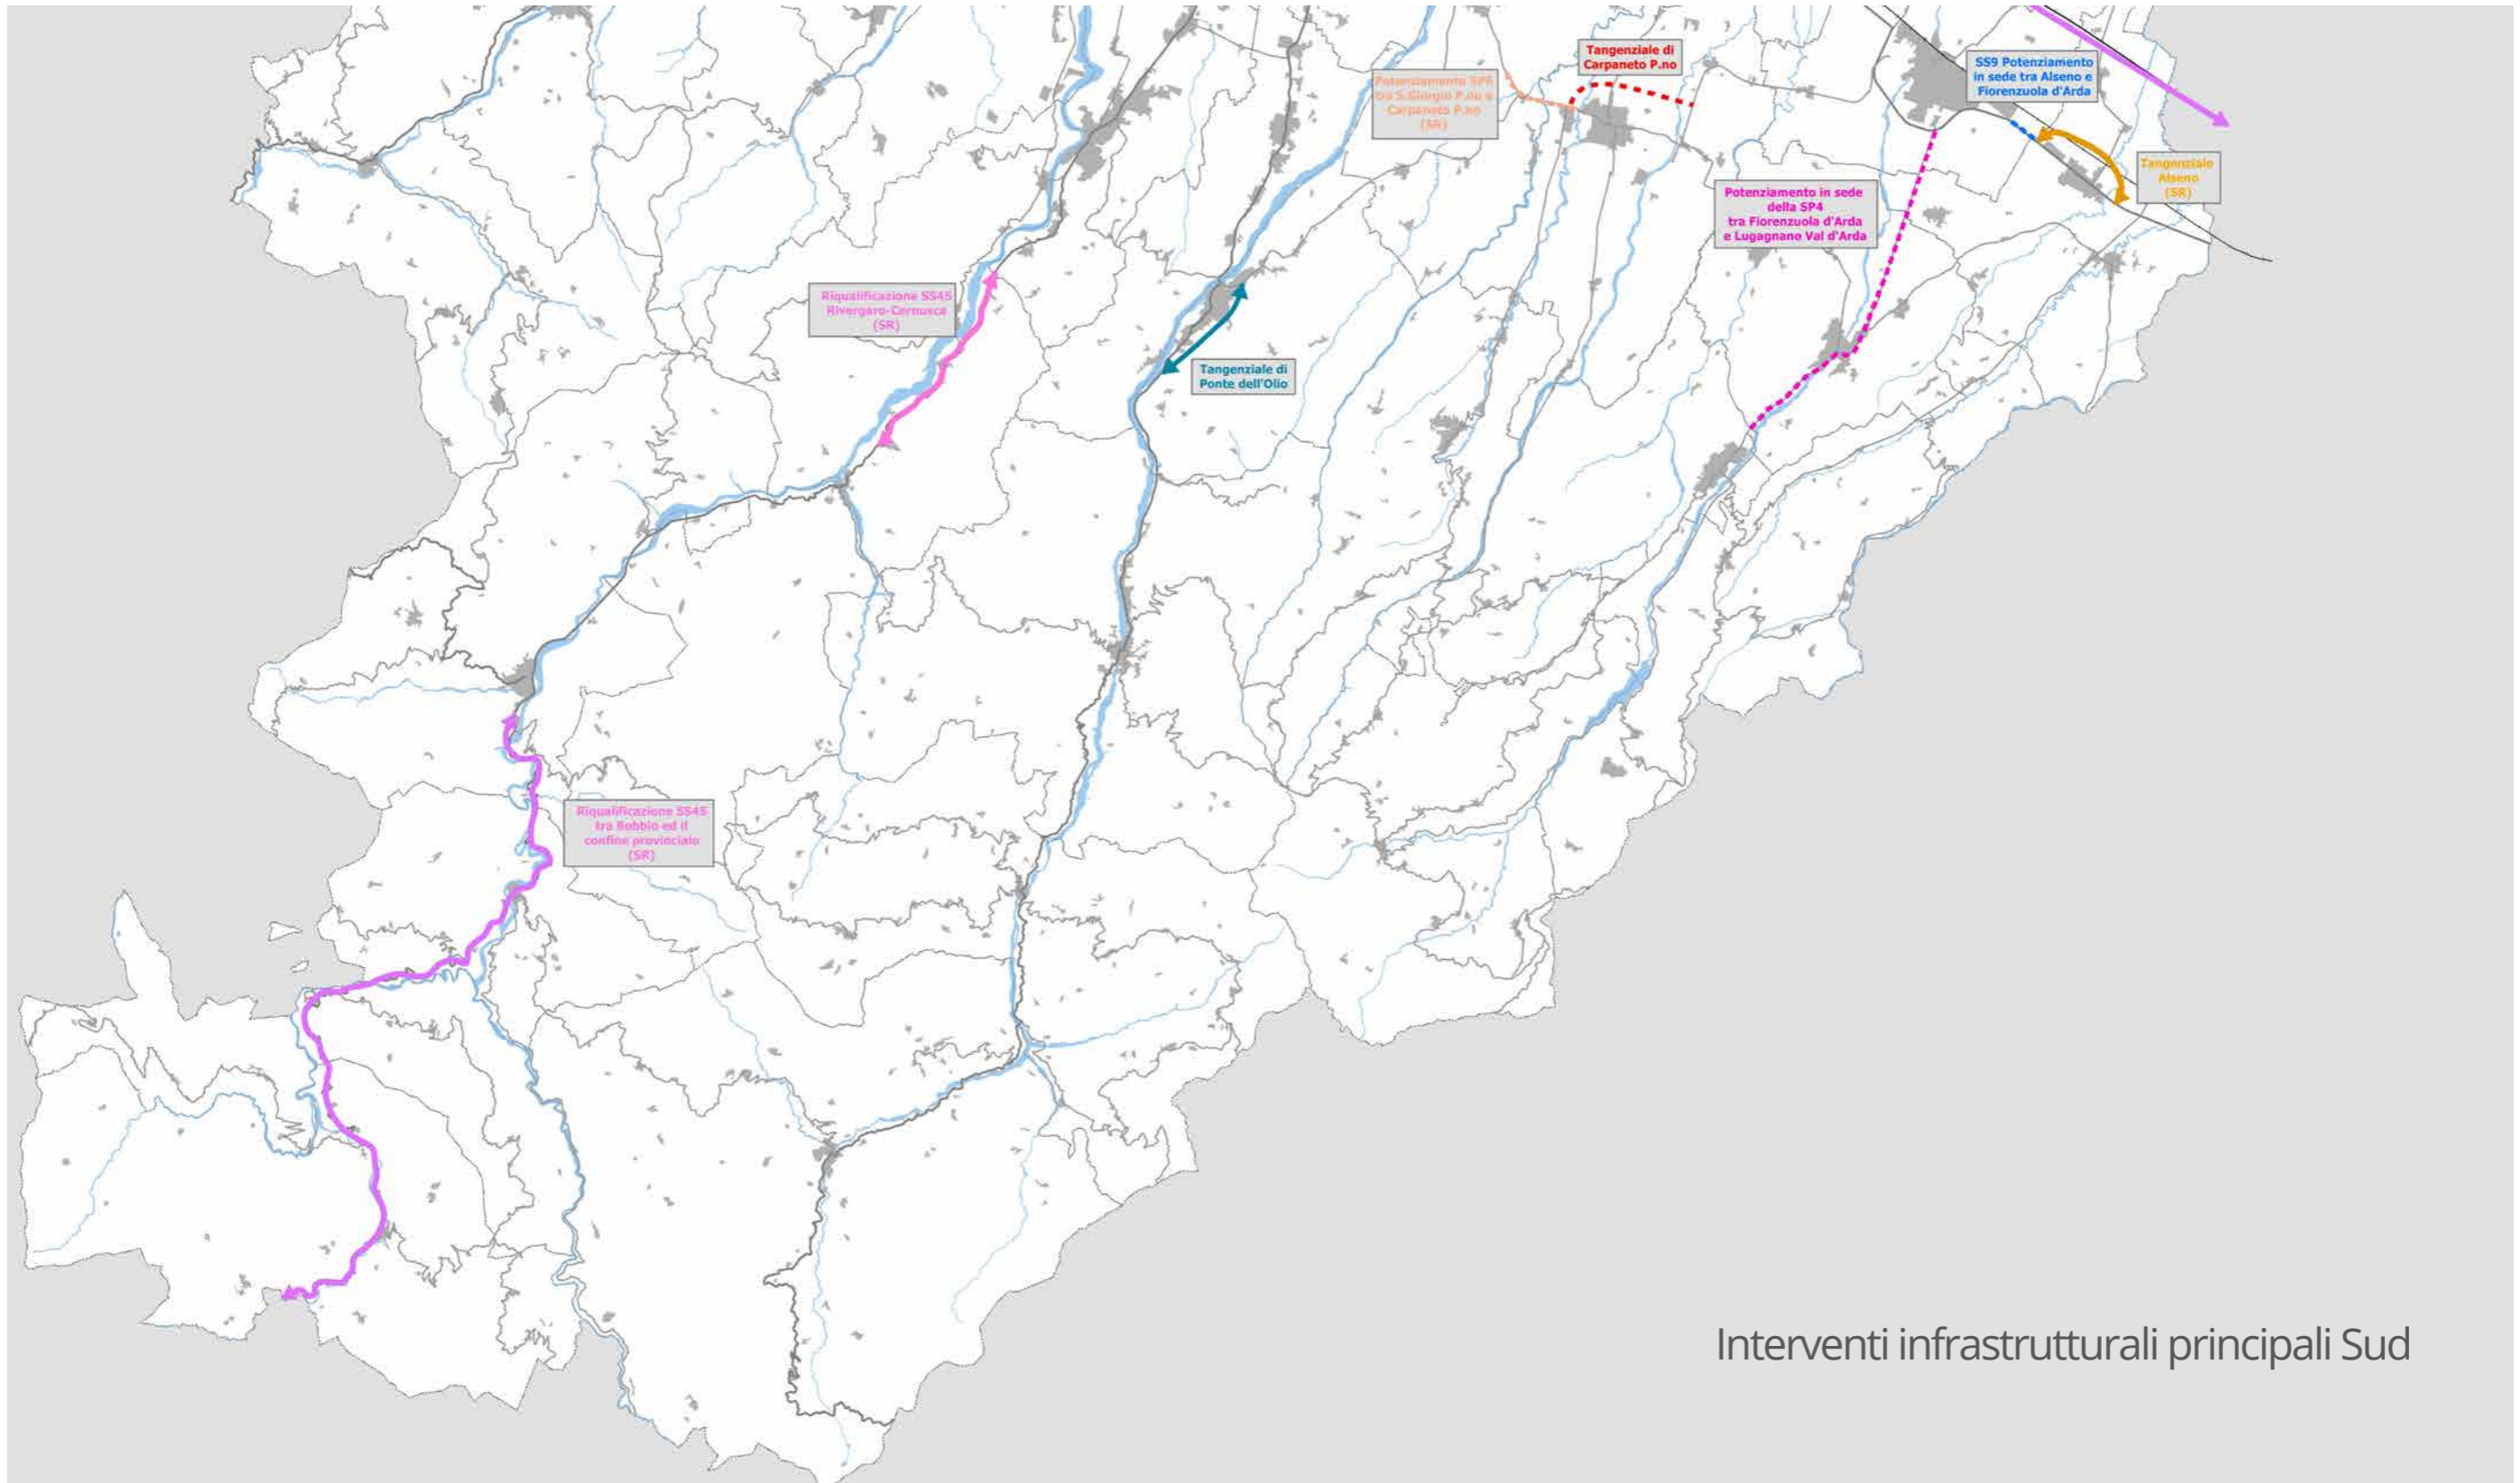 Tangenziale di
Carpaneto P.no
Potenziamento SP6
tra S.Giorgio P.no e
Carpaneto P.no
(SR)
SS9 Potenziamento
in sede tra Alseno e
Fiorenzuola d'Arda
Tangenziale
Alseno
(SR)
Potenziamento in sede
della SP4
tra Fiorenzuola d'Arda
e Lugagnano Val d'Arda
Riqualificazione SS45
Rivergaro-Cernusca
(SR)
Tangenziale di
Ponte dell'Olio
Riqualificazione SS45
tra Bobbio ed il
confine provinciale
(SR)
Interventi infrastrutturali principali Sud